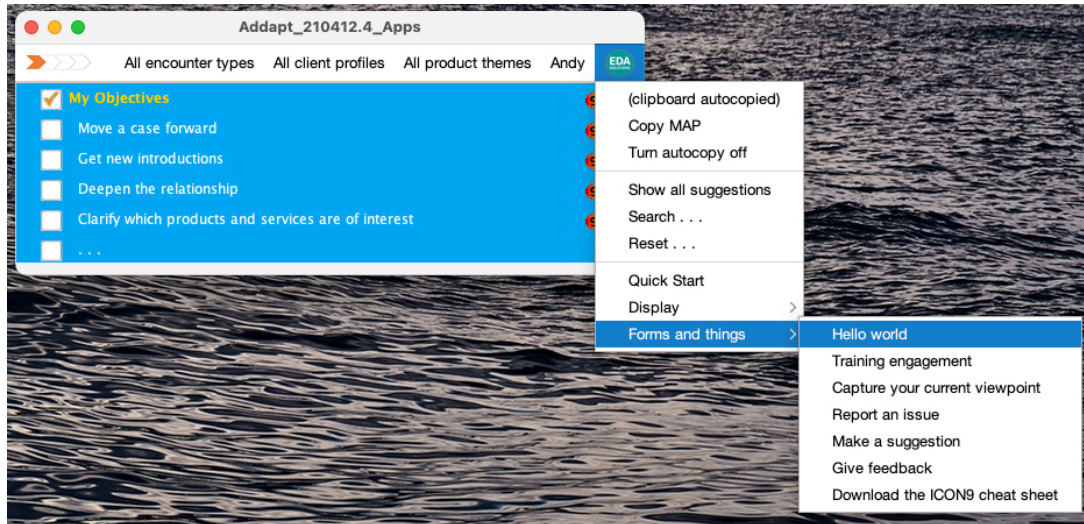 Addapt_210412.4_Apps
All encounter types All client profiles All product themes Andy EDA
My Objectives
Move a case forward
Get new introductions
Deepen the relationship
Clarify which products and services are of interest
. . .
(clipboard autocopied)
Copy MAP
Turn autocopy off
Show all suggestions
Search . . .
Reset . . .
Quick Start
Display
Forms and things
Hello world
Training engagement
Capture your current viewpoint
Report an issue
Make a suggestion
Give feedback
Download the ICON9 cheat sheet